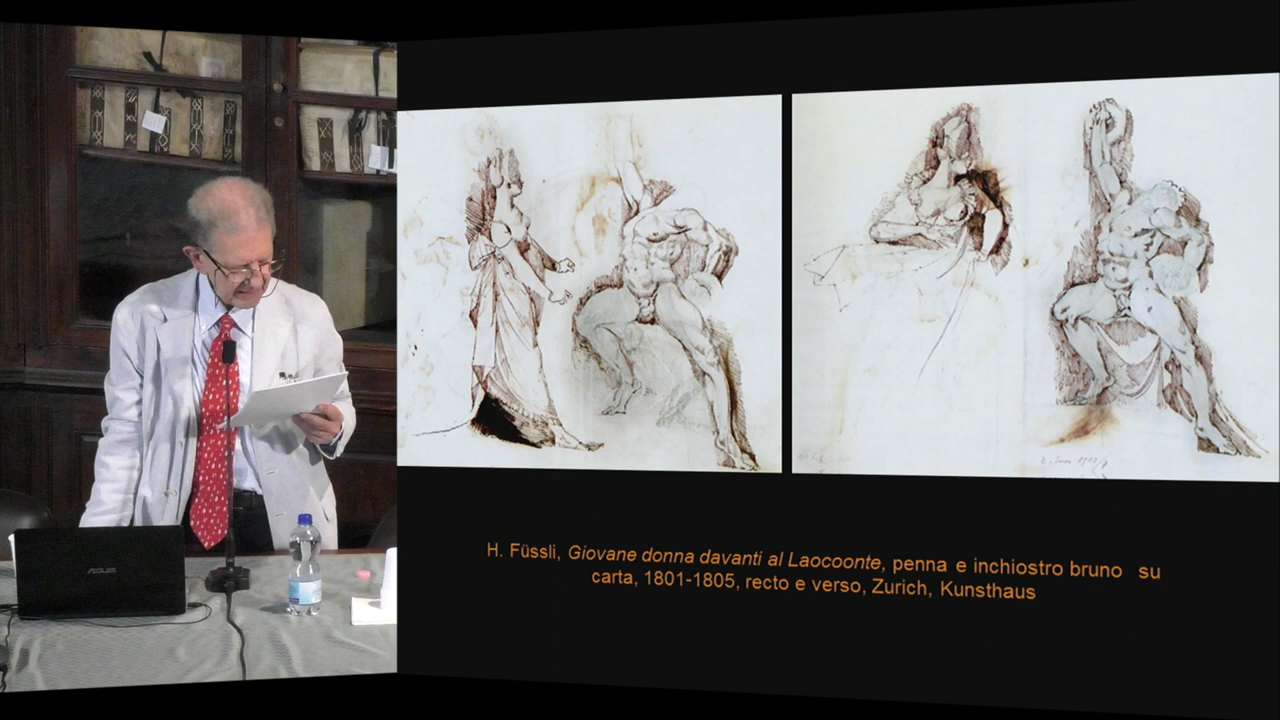 H. Füssli, Giovane donna davanti al Laocoonte, penna e inchiostro bruno su
carta, 1801-1805, recto e verso, Zurich, Kunsthaus
ASUS